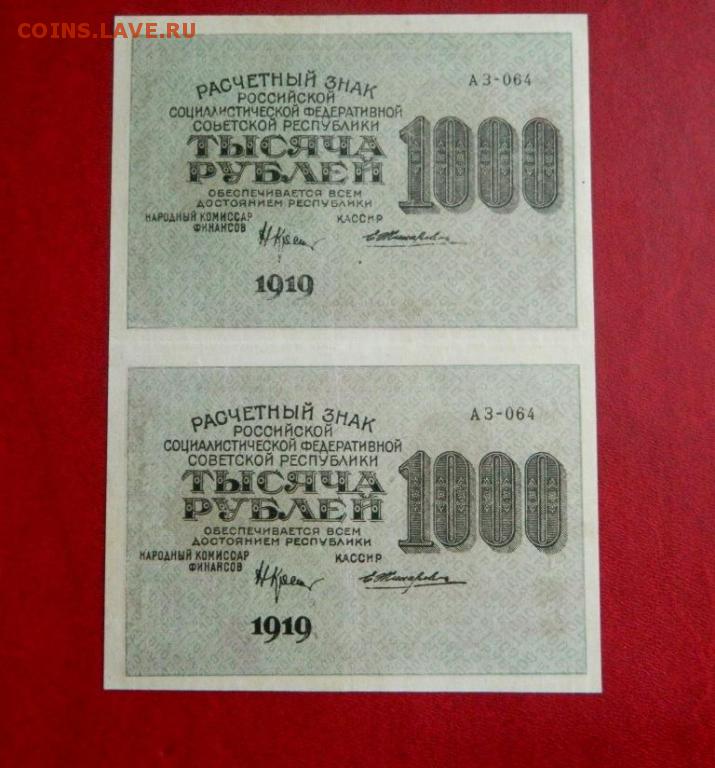 COINS.LAVE.RU
РАСЧЕТНЫЙ ЗНАК
РОССИЙСКОЙ
СОЦИАЛИСТИЧЕСКОЙ ФЕДЕРАТИВНОЙ
СОВЕТСКОЙ РЕСПУБЛИКИ
ТЫСЯЧА
РУБЛЕЙ
ОБЕСПЕЧИВАЕТСЯ ВСЕМ
ДОСТОЯНИЕМ РЕСПУБЛИКИ
АЗ-064
1000
НАРОДНЫЙ КОМИССАР
ФИНАНСОВ
КАССИР
1919
РАСЧЕТНЫЙ ЗНАК
РОССИЙСКОЙ
СОЦИАЛИСТИЧЕСКОЙ ФЕДЕРАТИВНОЙ
СОВЕТСКОЙ РЕСПУБЛИКИ
ТЫСЯЧА
РУБЛЕЙ
ОБЕСПЕЧИВАЕТСЯ ВСЕМ
ДОСТОЯНИЕМ РЕСПУБЛИКИ
АЗ-064
1000
НАРОДНЫЙ КОМИССАР
ФИНАНСОВ
КАССИР
1919